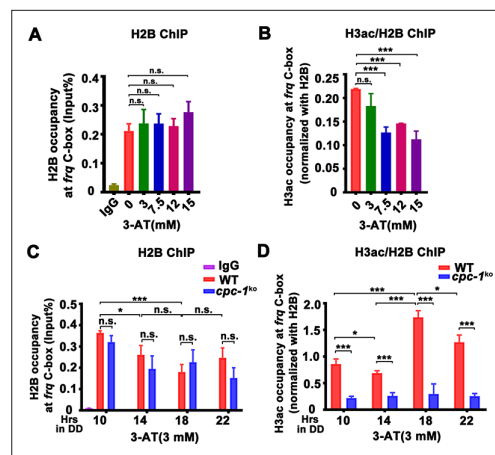 A
H2B ChIP
H2B occupancy
at frq C-box (Input%)
0.4
0.3
0.2
0.1
0.0
n.s.
n.s.
n.s.
n.s.
IgG
0
3
7.5
12
15
3-AT(mM)
B
H3ac/H2B ChIP
H3ac occupancy at frq C-box
(normalized with H2B)
0.25
0.20
0.15
0.10
0.05
0.00
***
***
***
n.s.
0
3
7.5
12
15
3-AT(mM)
C
H2B ChIP
IgG
WT
cpc-1ko
H2B occupancy
at frq C-box (Input%)
0.5
0.4
0.3
0.2
0.1
0.0
***
*
n.s.
n.s.
n.s.
n.s.
n.s.
n.s.
Hrs
in DD
10
14
18
22
3-AT(3 mM)
D
H3ac/H2B ChIP
WT
cpc-1ko
H3ac occupancy at frq C-box
(normalized with H2B)
2.0
1.5
1.0
0.5
0.0
***
*
***
***
*
***
***
***
Hrs
in DD
10
14
18
22
3-AT(3 mM)